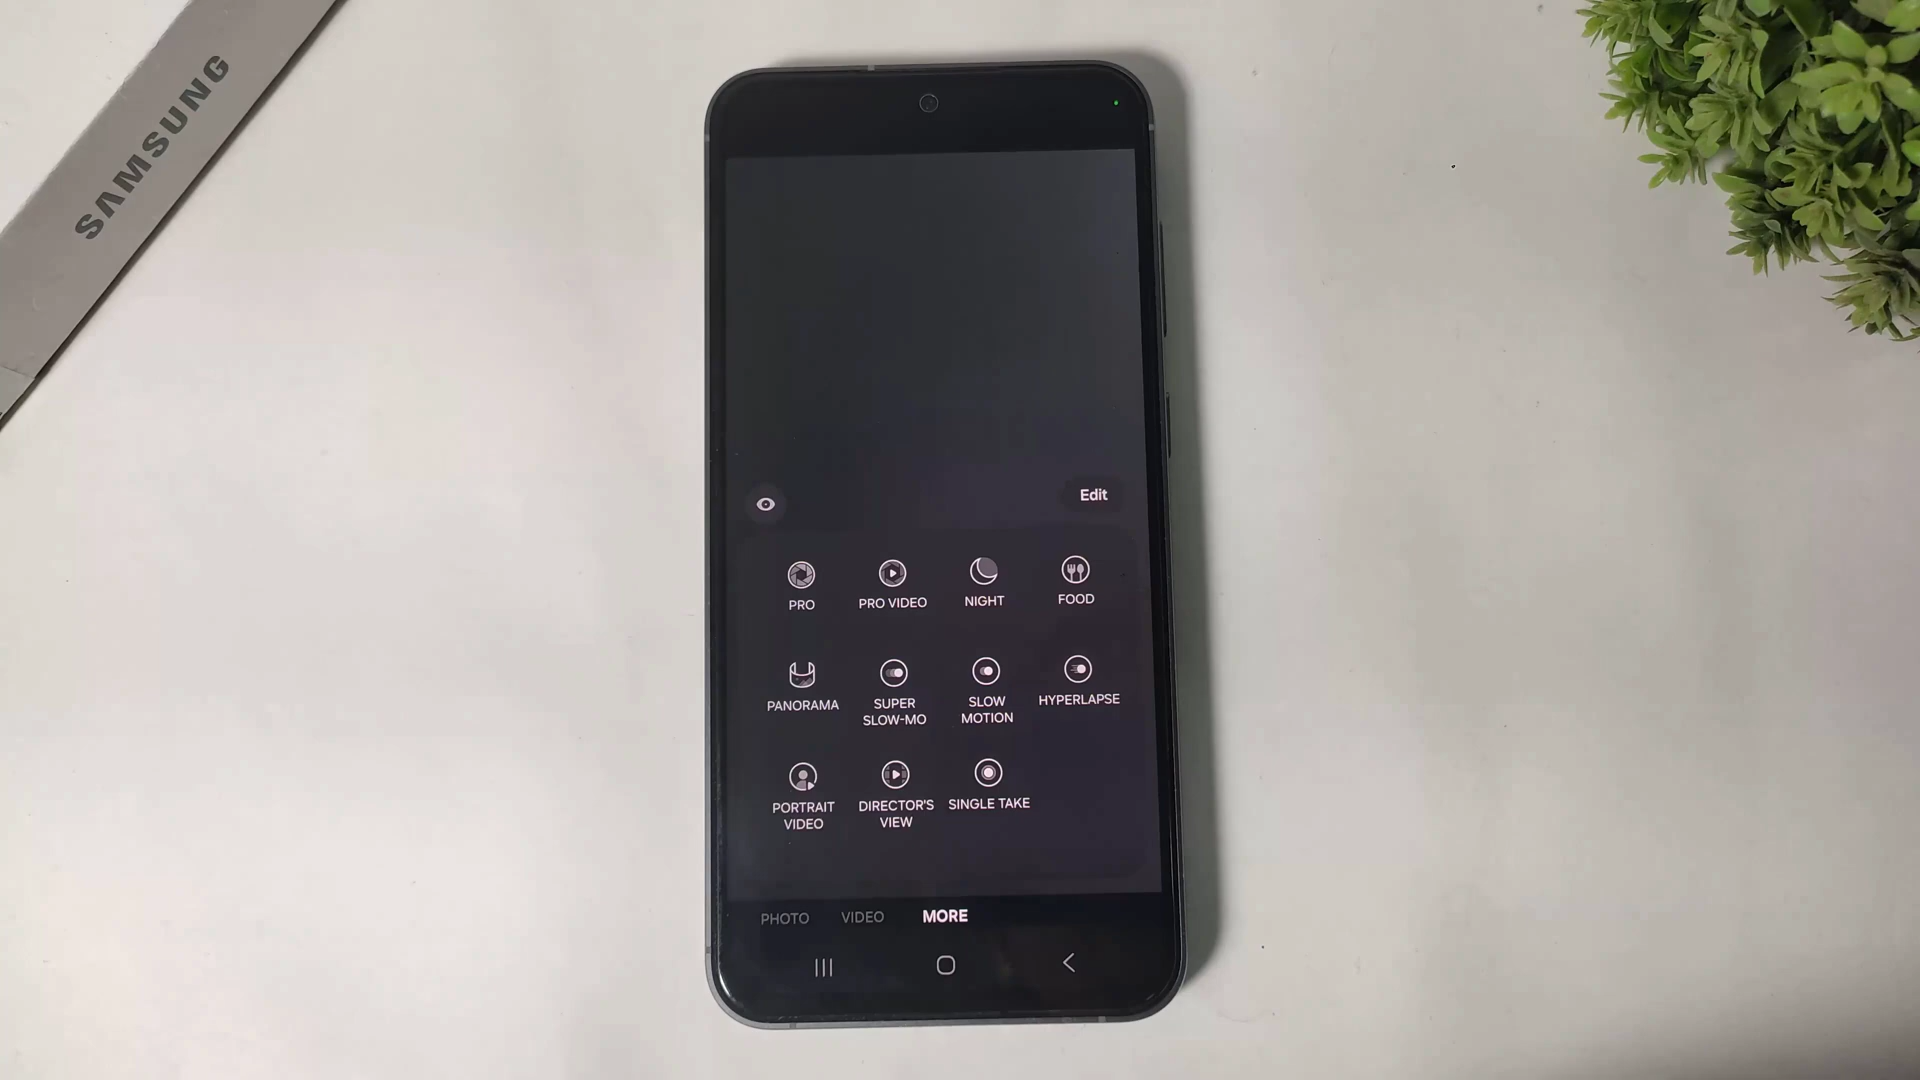 SAMSUNG
Edit
PRO
PRO VIDEO
NIGHT
FOOD
PANORAMA
SUPER
SLOW-MO
SLOW
MOTION
HYPERLAPSE
PORTRAIT
VIDEO
DIRECTOR'S
VIEW
SINGLE TAKE
PHOTO
VIDEO
MORE